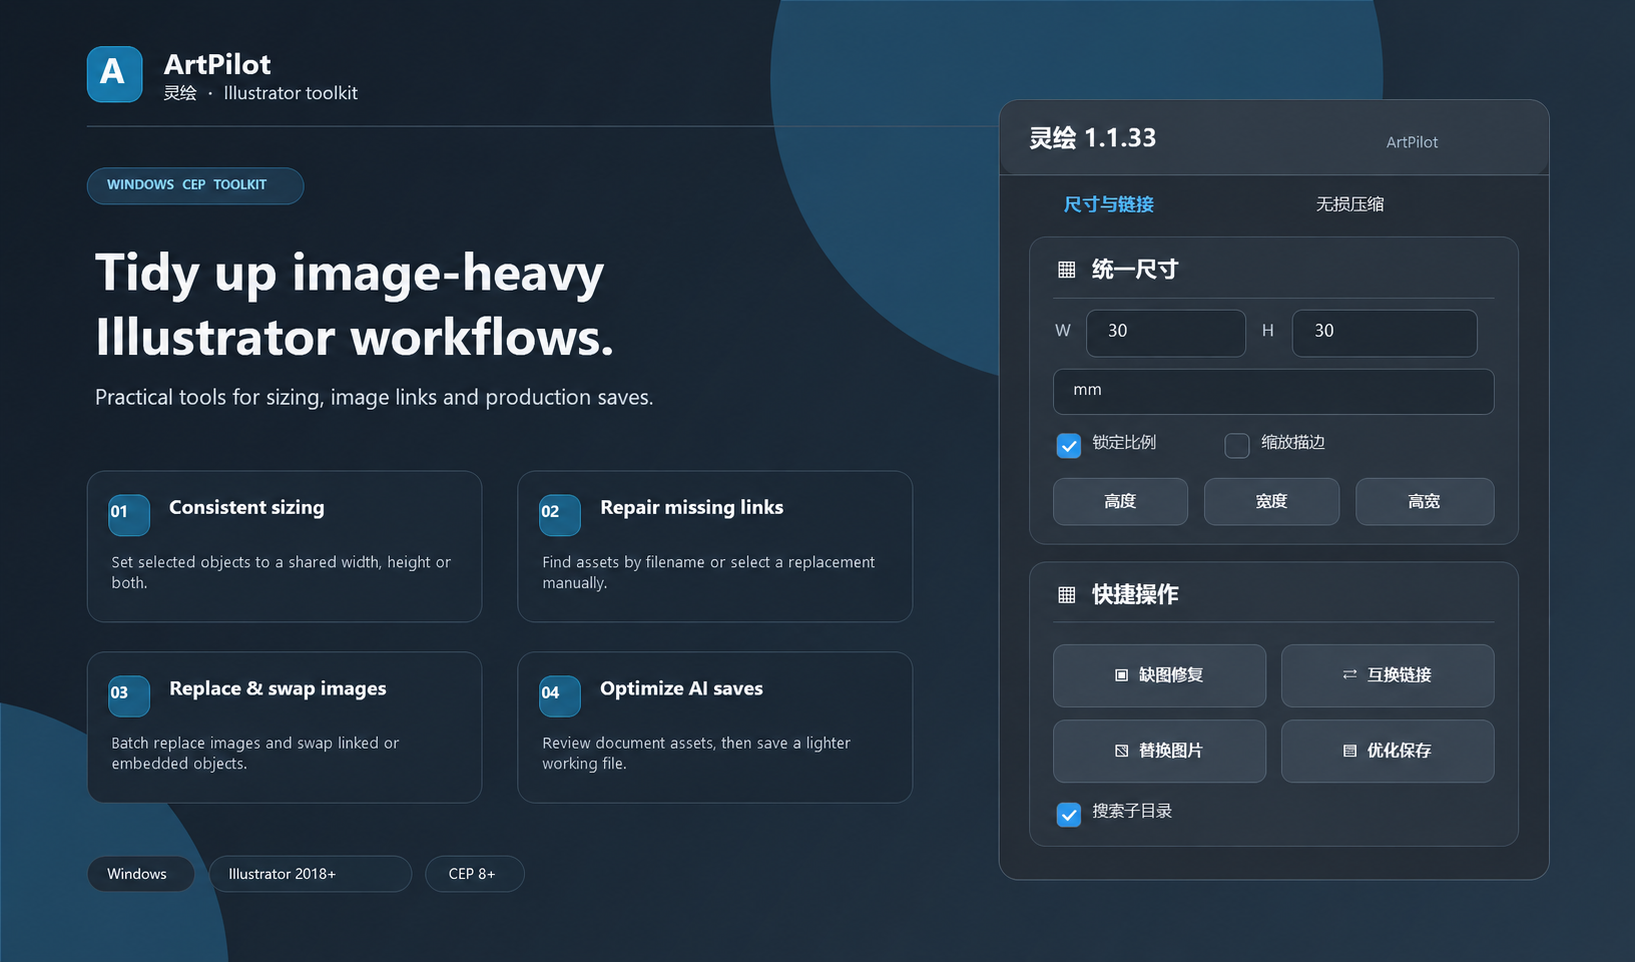 A
ArtPilot
灵绘 · Illustrator toolkit
WINDOWS CEP TOOLKIT
Tidy up image-heavy
Illustrator workflows.
Practical tools for sizing, image links and production saves.
01
Consistent sizing
Set selected objects to a shared width, height or
both.
02
Repair missing links
Find assets by filename or select a replacement
manually.
03
Replace & swap images
Batch replace images and swap linked or
embedded objects.
04
Optimize AI saves
Review document assets, then save a lighter
working file.
Windows
Illustrator 2018+
CEP 8+
灵绘 1.1.33
ArtPilot
尺寸与链接
无损压缩
统一尺寸
W 30 H 30
mm
锁定比例
缩放描边
高度
宽度
高宽
快捷操作
缺图修复
互换链接
替换图片
优化保存
搜索子目录